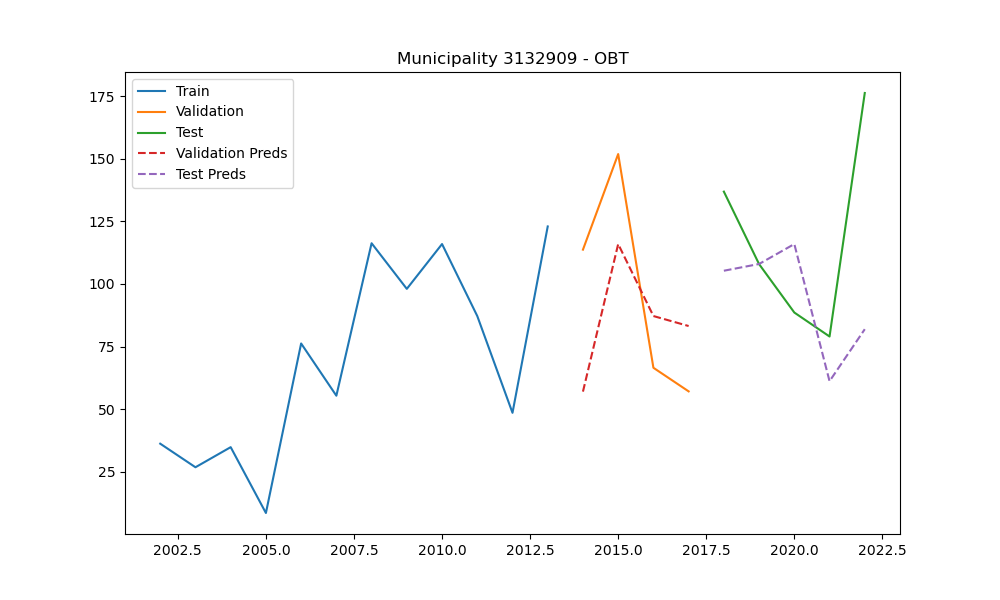 Municipality 3132909 - OBT
Train
Validation
Test
Validation Preds
Test Preds
175
150
125
100
75
50
25
2002.5 2005.0 2007.5 2010.0 2012.5 2015.0 2017.5 2020.0 2022.5